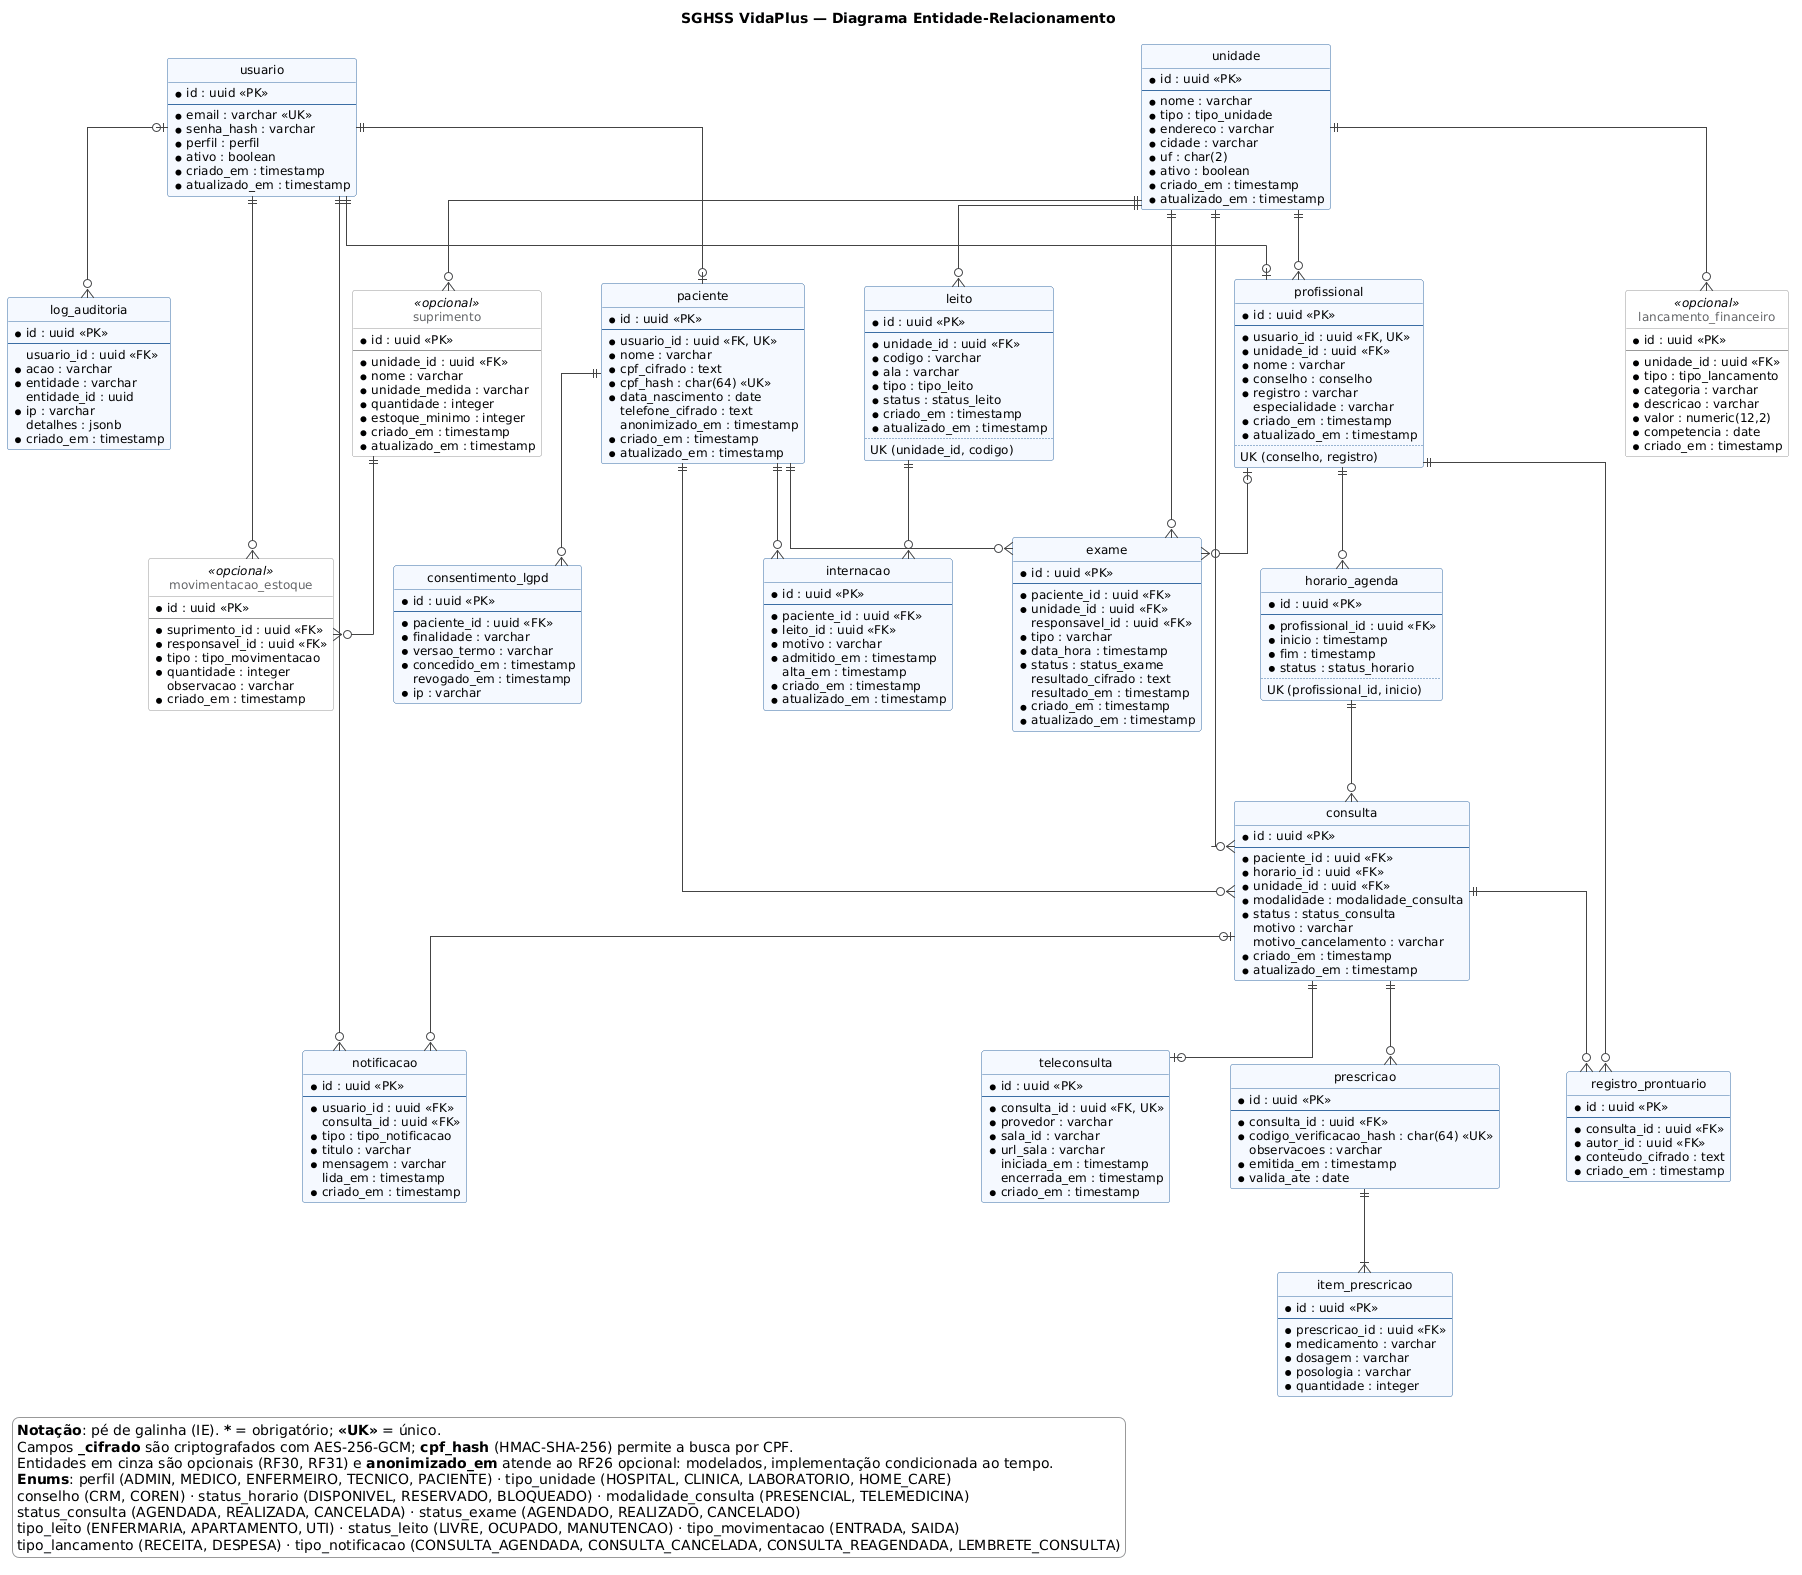 SGHSS VidaPlus — Diagrama Entidade-Relacionamento
usuario
id : uuid «PK»
email : varchar «UK»
senha_hash : varchar
perfil : perfil
ativo : boolean
criado_em : timestamp
atualizado_em : timestamp
unidade
id : uuid «PK»
nome : varchar
tipo : tipo_unidade
endereco : varchar
cidade : varchar
uf : char(2)
ativo : boolean
criado_em : timestamp
atualizado_em : timestamp
log_auditoria
id : uuid «PK»
usuario_id : uuid «FK»
acao : varchar
entidade : varchar
entidade_id : uuid
ip : varchar
detalhes : jsonb
criado_em : timestamp
«opcional»
suprimento
id : uuid «PK»
unidade_id : uuid «FK»
nome : varchar
unidade_medida : varchar
quantidade : integer
estoque_minimo : integer
criado_em : timestamp
atualizado_em : timestamp
paciente
id : uuid «PK»
usuario_id : uuid «FK, UK»
nome : varchar
cpf_cifrado : text
cpf_hash : char(64) «UK»
data_nascimento : date
telefone_cifrado : text
anonimizado_em : timestamp
criado_em : timestamp
atualizado_em : timestamp
leito
id : uuid «PK»
unidade_id : uuid «FK»
codigo : varchar
ala : varchar
tipo : tipo_leito
status : status_leito
criado_em : timestamp
atualizado_em : timestamp
UK (unidade_id, codigo)
profissional
id : uuid «PK»
usuario_id : uuid «FK, UK»
unidade_id : uuid «FK»
nome : varchar
conselho : conselho
registro : varchar
especialidade : varchar
criado_em : timestamp
atualizado_em : timestamp
UK (conselho, registro)
«opcional»
lancamento_financeiro
id : uuid «PK»
unidade_id : uuid «FK»
tipo : tipo_lancamento
categoria : varchar
descricao : varchar
valor : numeric(12,2)
competencia : date
criado_em : timestamp
«opcional»
movimentacao_estoque
id : uuid «PK»
suprimento_id : uuid «FK»
responsavel_id : uuid «FK»
tipo : tipo_movimentacao
quantidade : integer
observacao : varchar
criado_em : timestamp
consentimento_lgpd
id : uuid «PK»
paciente_id : uuid «FK»
finalidade : varchar
versao_termo : varchar
concedido_em : timestamp
revogado_em : timestamp
ip : varchar
internacao
id : uuid «PK»
paciente_id : uuid «FK»
leito_id : uuid «FK»
motivo : varchar
admitido_em : timestamp
alta_em : timestamp
criado_em : timestamp
atualizado_em : timestamp
exame
id : uuid «PK»
paciente_id : uuid «FK»
unidade_id : uuid «FK»
responsavel_id : uuid «FK»
tipo : varchar
data_hora : timestamp
status : status_exame
resultado_cifrado : text
resultado_em : timestamp
criado_em : timestamp
atualizado_em : timestamp
horario_agenda
id : uuid «PK»
profissional_id : uuid «FK»
inicio : timestamp
fim : timestamp
status : status_horario
UK (profissional_id, inicio)
consulta
id : uuid «PK»
paciente_id : uuid «FK»
horario_id : uuid «FK»
unidade_id : uuid «FK»
modalidade : modalidade_consulta
status : status_consulta
motivo : varchar
motivo_cancelamento : varchar
criado_em : timestamp
atualizado_em : timestamp
notificacao
id : uuid «PK»
usuario_id : uuid «FK»
consulta_id : uuid «FK»
tipo : tipo_notificacao
titulo : varchar
mensagem : varchar
lida_em : timestamp
criado_em : timestamp
teleconsulta
id : uuid «PK»
consulta_id : uuid «FK, UK»
provedor : varchar
sala_id : varchar
url_sala : varchar
iniciada_em : timestamp
encerrada_em : timestamp
criado_em : timestamp
prescricao
id : uuid «PK»
consulta_id : uuid «FK»
codigo_verificacao_hash : char(64) «UK»
observacoes : varchar
emitida_em : timestamp
valida_ate : date
registro_prontuario
id : uuid «PK»
consulta_id : uuid «FK»
autor_id : uuid «FK»
conteudo_cifrado : text
criado_em : timestamp
item_prescricao
id : uuid «PK»
prescricao_id : uuid «FK»
medicamento : varchar
dosagem : varchar
posologia : varchar
quantidade : integer
Notação: pé de galinha (IE). * = obrigatório; «UK» = único.
Campos _cifrado são criptografados com AES-256-GCM; cpf_hash (HMAC-SHA-256) permite a busca por CPF.
Entidades em cinza são opcionais (RF30, RF31) e anonimizado_em atende ao RF26 opcional: modelados, implementação condicionada ao tempo.
Enums: perfil (ADMIN, MEDICO, ENFERMEIRO, TECNICO, PACIENTE) · tipo_unidade (HOSPITAL, CLINICA, LABORATORIO, HOME_CARE)
conselho (CRM, COREN) · status_horario (DISPONIVEL, RESERVADO, BLOQUEADO) · modalidade_consulta (PRESENCIAL, TELEMEDICINA)
status_consulta (AGENDADA, REALIZADA, CANCELADA) · status_exame (AGENDADO, REALIZADO, CANCELADO)
tipo_leito (ENFERMARIA, APARTAMENTO, UTI) · status_leito (LIVRE, OCUPADO, MANUTENCAO) · tipo_movimentacao (ENTRADA, SAIDA)
tipo_lancamento (RECEITA, DESPESA) · tipo_notificacao (CONSULTA_AGENDADA, CONSULTA_CANCELADA, CONSULTA_REAGENDADA, LEMBRETE_CONSULTA)